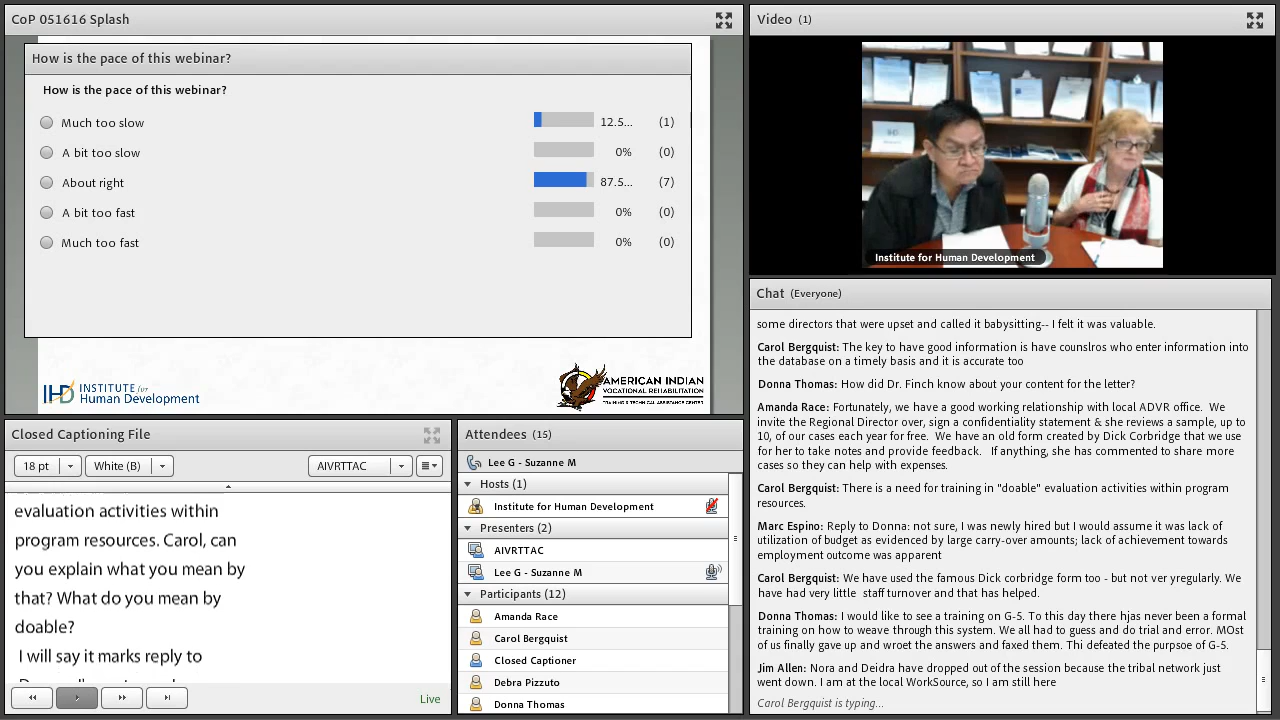 CoP 051616 Splash
How is the pace of this webinar?
How is the pace of this webinar?
Much too slow 12.5... (1)
A bit too slow 0% (0)
About right 87.5... (7)
A bit too fast 0% (0)
Much too fast 0% (0)
IHD INSTITUTE for
Human Development
AMERICAN INDIAN
VOCATIONAL REHABILITATION
TRAINING & TECHNICAL ASSISTANCE CENTER
Video (1)
IHD
Institute for Human Development
Closed Captioning File
18 pt White (B) AIVRTTAC
evaluation activities within
program resources. Carol, can
you explain what you mean by
that? What do you mean by
doable?
I will say it marks reply to
Live
Attendees (15)
Lee G - Suzanne M
Hosts (1)
Institute for Human Development
Presenters (2)
AIVRTTAC
Lee G - Suzanne M
Participants (12)
Amanda Race
Carol Bergquist
Closed Captioner
Debra Pizzuto
Donna Thomas
Chat (Everyone)
some directors that were upset and called it babysitting-- I felt it was valuable.
Carol Bergquist: The key to have good information is have counslros who enter information into
the database on a timely basis and it is accurate too
Donna Thomas: How did Dr. Finch know about your content for the letter?
Amanda Race: Fortunately, we have a good working relationship with local ADVR office. We
invite the Regional Director over, sign a confidentiality statement & she reviews a sample, up to
10, of our cases each year for free. We have an old form created by Dick Corbridge that we use
for her to take notes and provide feedback. If anything, she has commented to share more
cases so they can help with expenses.
Carol Bergquist: There is a need for training in "doable" evaluation activities within program
resources.
Marc Espino: Reply to Donna: not sure, I was newly hired but I would assume it was lack of
utilization of budget as evidenced by large carry-over amounts; lack of achievement towards
employment outcome was apparent
Carol Bergquist: We have used the famous Dick corbridge form too - but not ver yregularly. We
have had very little staff turnover and that has helped.
Donna Thomas: I would like to see a training on G-5. To this day there hjas never been a formal
training on how to weave through this system. We all had to guess and do trial and error. MOst
of us finally gave up and wroet the answers and faxed them. Thi defeated the purpsoe of G-5.
Jim Allen: Nora and Deidra have dropped out of the session because the tribal network just
went down. I am at the local WorkSource, so I am still here
Carol Bergquist is typing...